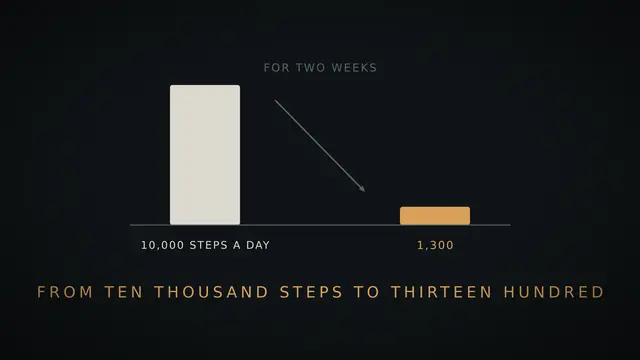 FOR TWO WEEKS
10,000 STEPS A DAY
1,300
FROM TEN THOUSAND STEPS TO THIRTEEN HUNDRED